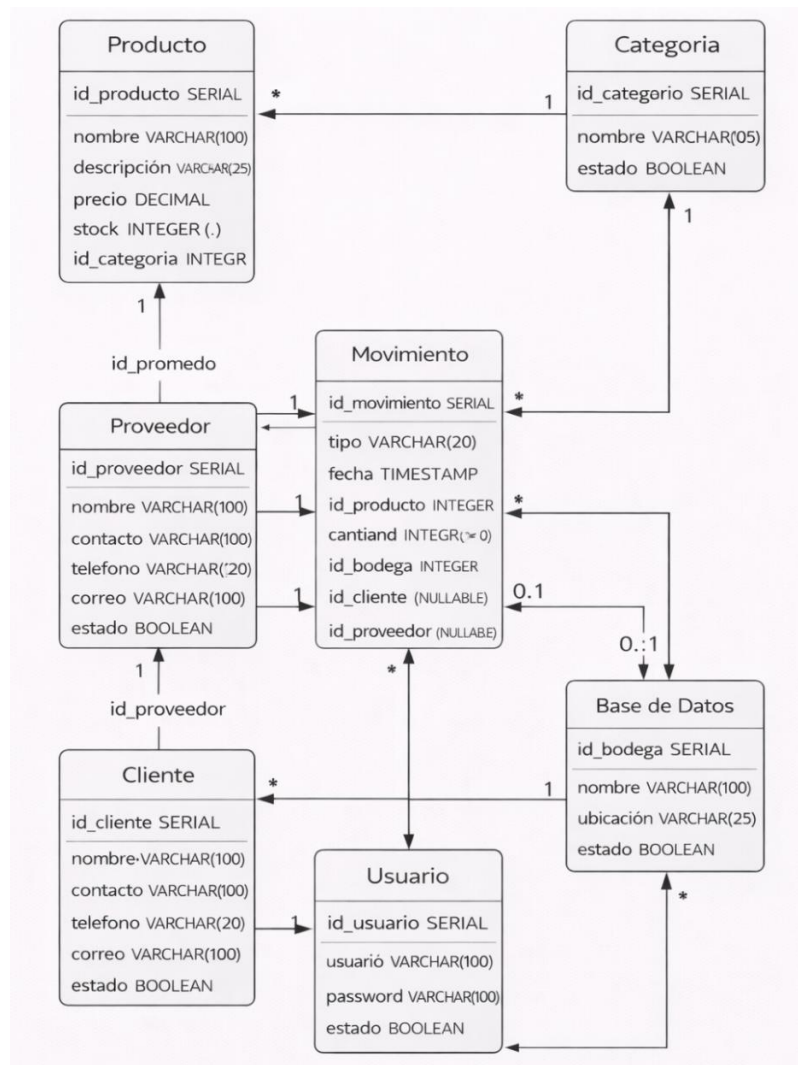 Producto
id_producto SERIAL
nombre VARCHAR(100)
descripción VARCHAR(25)
precio DECIMAL
stock INTEGER (.)
id_categoria INTEGR
*
1
Categoria
id_categorio SERIAL
nombre VARCHAR('05)
estado BOOLEAN
1
1
id_promedo
Proveedor
id_proveedor SERIAL
nombre VARCHAR(100)
contacto VARCHAR(100)
telefono VARCHAR(20)
correo VARCHAR(100)
estado BOOLEAN
1
1
1
Movimiento
id_movimiento SERIAL
tipo VARCHAR(20)
fecha TIMESTAMP
id_producto INTEGER
cantiand INTEGR(≃ 0)
id_bodega INTEGER
id_cliente (NULLABLE)
id_proveedor (NULLABE)
*
*
0.1
0.:1
*
1
id_proveedor
Cliente
id_cliente SERIAL
nombre·VARCHAR(100)
contacto VARCHAR(100)
telefono VARCHAR(20)
correo VARCHAR(100)
estado BOOLEAN
*
1
1
Base de Datos
id_bodega SERIAL
nombre VARCHAR(100)
ubicación VARCHAR(25)
estado BOOLEAN
*
Usuario
id_usuario SERIAL
usuarió VARCHAR(100)
password VARCHAR(100)
estado BOOLEAN